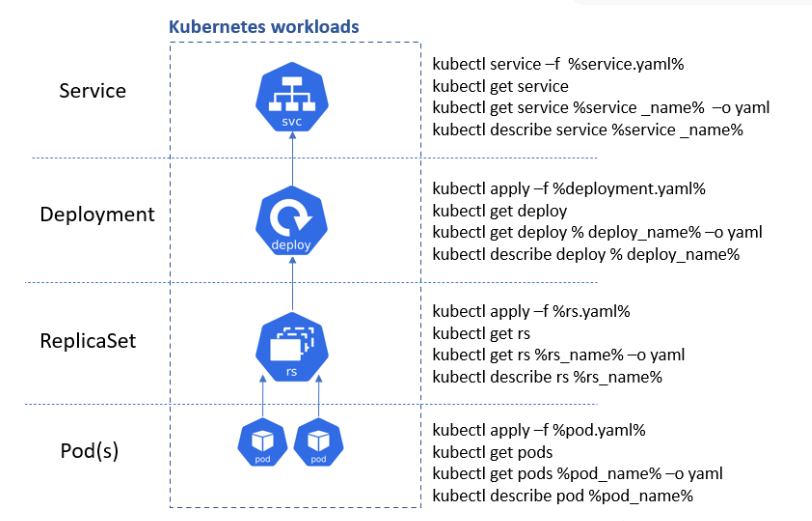 Kubernetes workloads
Service
svc
kubectl service –f  %service.yaml%
kubectl get service
kubectl get service %service _name%  –o yaml
kubectl describe service %service _name%
Deployment
deploy
kubectl apply –f %deployment.yaml%
kubectl get deploy
kubectl get deploy % deploy_name% –o yaml
kubectl describe deploy % deploy_name%
ReplicaSet
rs
kubectl apply –f %rs.yaml%
kubectl get rs
kubectl get rs %rs_name% –o yaml
kubectl describe rs %rs_name%
Pod(s)
pod
pod
kubectl apply –f %pod.yaml%
kubectl get pods
kubectl get pods %pod_name% –o yaml
kubectl describe pod %pod_name%